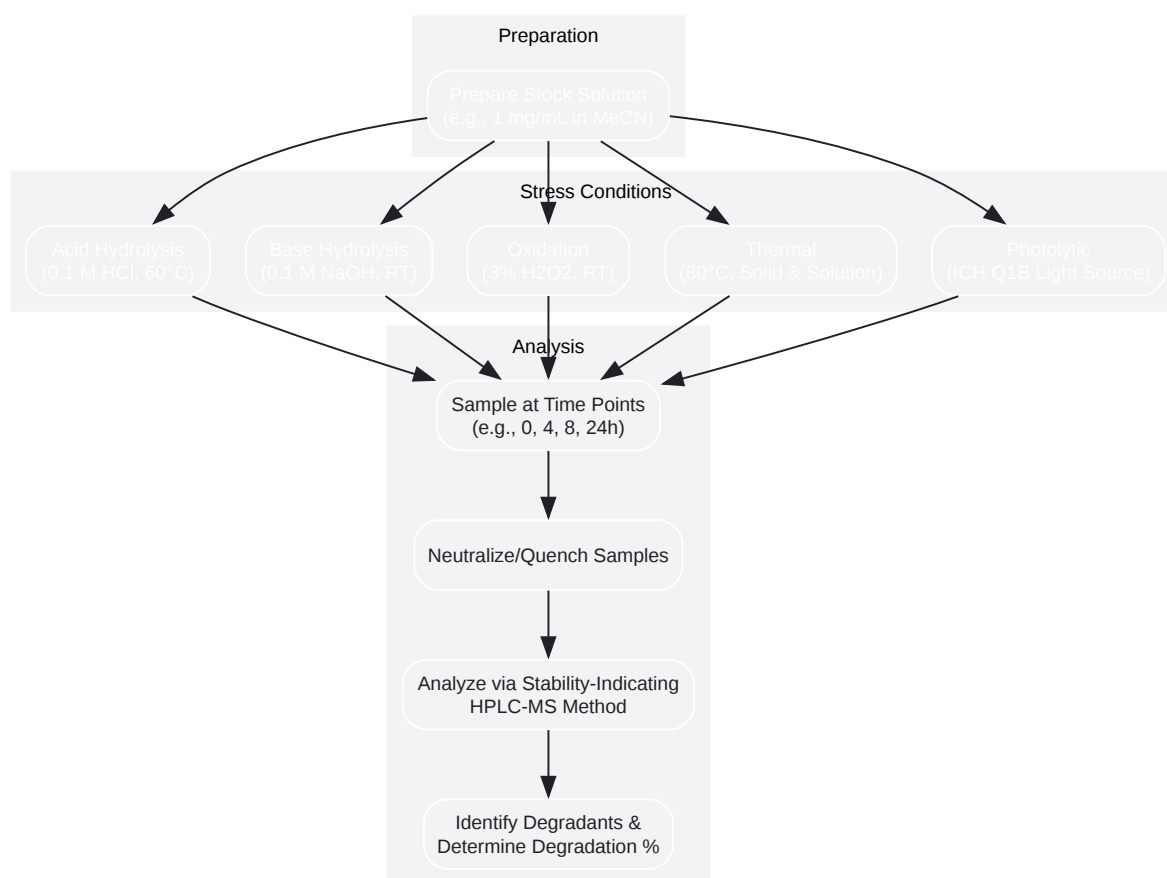 Preparation
Prepare Stock Solution
(e.g., 1 mg/mL in MeCN)
Stress Conditions
Acid Hydrolysis
(0.1 M HCl, 60°C)
Base Hydrolysis
(0.1 M NaOH, RT)
Oxidation
(3% H2O2, RT)
Thermal
(80°C, Solid & Solution)
Photolytic
(ICH Q1B Light Source)
Analysis
Sample at Time Points
(e.g., 0, 4, 8, 24h)
Neutralize/Quench Samples
Analyze via Stability-Indicating
HPLC-MS Method
Identify Degradants &
Determine Degradation %